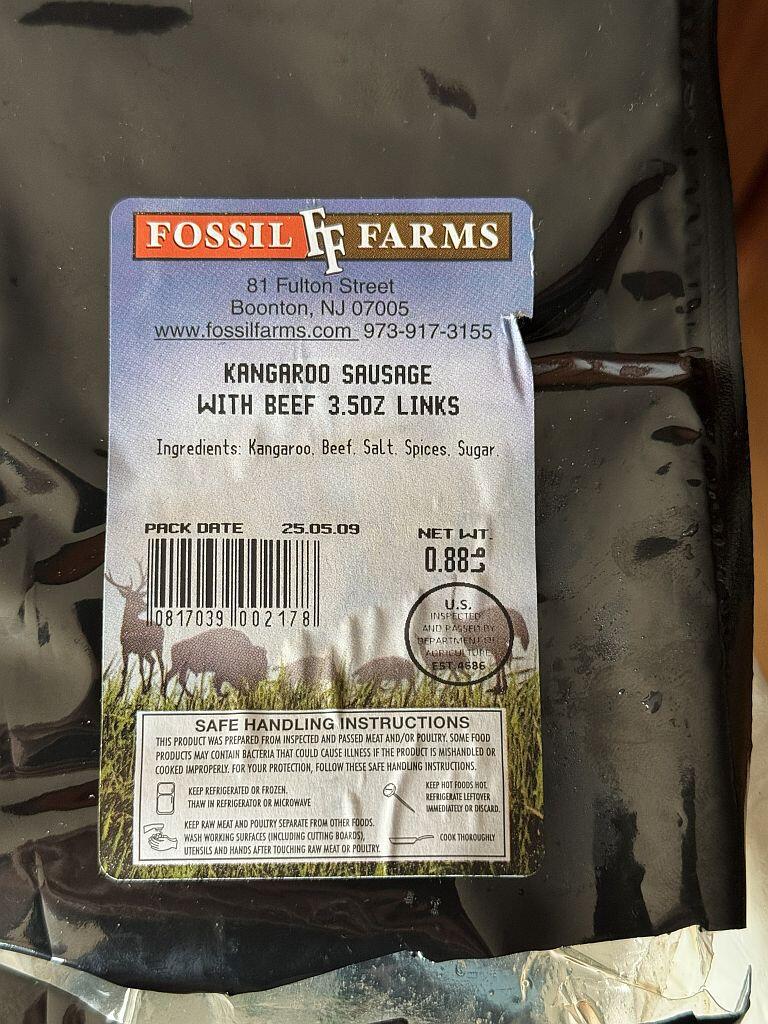 FOSSIL FF FARMS
81 Fulton Street
Boonton, NJ 07005
www.fossilfarms.com 973-917-3155
KANGAROO SAUSAGE
WITH BEEF 3.5OZ LINKS
Ingredients: Kangaroo, Beef, Salt, Spices, Sugar.
PACK DATE 25.05.09
NET WT.
0.88 LB
0817039 002178
U.S.
INSPECTED
AND PASSED BY
DEPARTMENT OF
AGRICULTURE
EST.4686
SAFE HANDLING INSTRUCTIONS
THIS PRODUCT WAS PREPARED FROM INSPECTED AND PASSED MEAT AND/OR POULTRY. SOME FOOD
PRODUCTS MAY CONTAIN BACTERIA THAT COULD CAUSE ILLNESS IF THE PRODUCT IS MISHANDLED OR
COOKED IMPROPERLY. FOR YOUR PROTECTION, FOLLOW THESE SAFE HANDLING INSTRUCTIONS.
KEEP REFRIGERATED OR FROZEN.
THAW IN REFRIGERATOR OR MICROWAVE
KEEP HOT FOODS HOT.
REFRIGERATE LEFTOVER
IMMEDIATELY OR DISCARD.
KEEP RAW MEAT AND POULTRY SEPARATE FROM OTHER FOODS.
WASH WORKING SURFACES (INCLUDING CUTTING BOARDS),
UTENSILS AND HANDS AFTER TOUCHING RAW MEAT OR POULTRY.
COOK THOROUGHLY